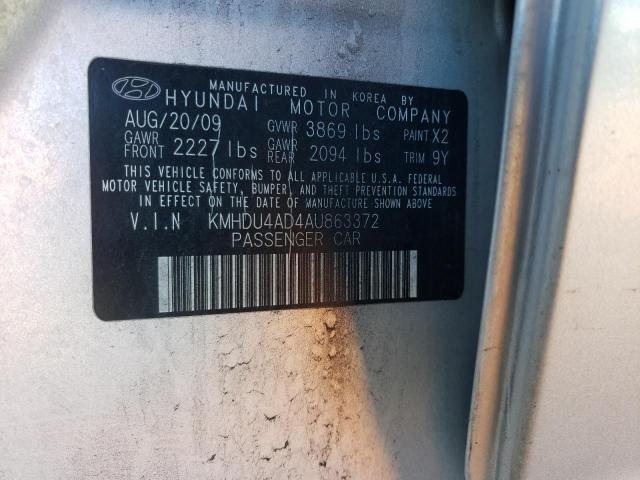 MANUFACTURED IN KOREA BY
HYUNDAI MOTOR COMPANY
AUG/20/09 GVWR 3869 lbs PAINT X2
GAWR FRONT 2227 lbs GAWR REAR 2094 lbs TRIM 9Y
THIS VEHICLE CONFORMS TO ALL APPLICABLE U.S.A. FEDERAL
MOTOR VEHICLE SAFETY, BUMPER, AND THEFT PREVENTION STANDARDS
IN EFFECT ON THE DATE OF MANUFACTURE SHOWN ABOVE
V.I.N KMHDU4AD4AU863372
PASSENGER CAR